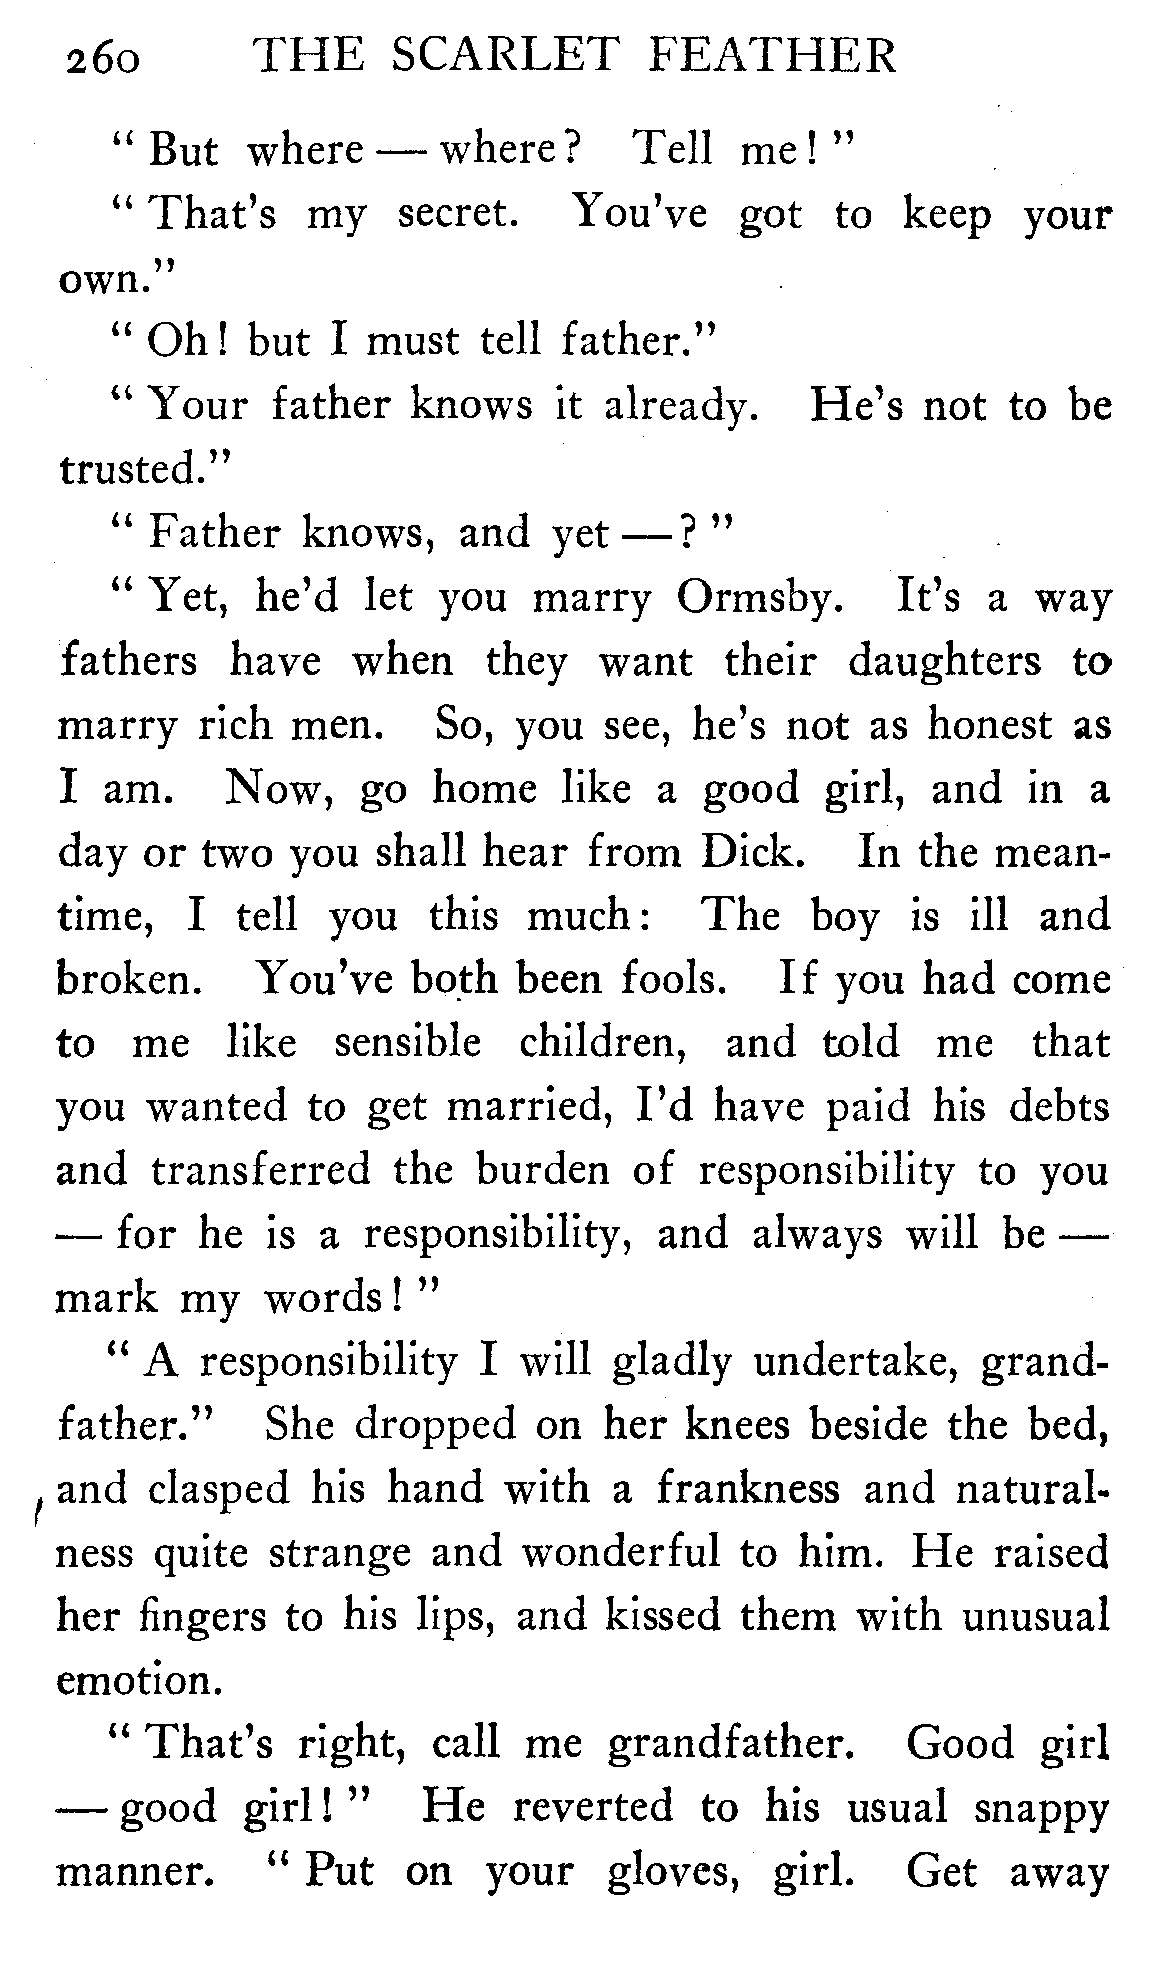 260 THE SCARLET FEATHER
“ But where — where? Tell me! ”
“ That’s my secret. You’ve got to keep your
own.”
“ Oh! but I must tell father.”
“ Your father knows it already. He’s not to be
trusted.”
“ Father knows, and yet —? ”
“ Yet, he’d let you marry Ormsby. It’s a way
fathers have when they want their daughters to
marry rich men. So, you see, he’s not as honest as
I am. Now, go home like a good girl, and in a
day or two you shall hear from Dick. In the mean-
time, I tell you this much: The boy is ill and
broken. You’ve both been fools. If you had come
to me like sensible children, and told me that
you wanted to get married, I’d have paid his debts
and transferred the burden of responsibility to you
— for he is a responsibility, and always will be —
mark my words! ”
“ A responsibility I will gladly undertake, grand-
father.” She dropped on her knees beside the bed,
and clasped his hand with a frankness and natural-
ness quite strange and wonderful to him. He raised
her fingers to his lips, and kissed them with unusual
emotion.
“ That’s right, call me grandfather. Good girl
— good girl! ” He reverted to his usual snappy
manner. “ Put on your gloves, girl. Get away